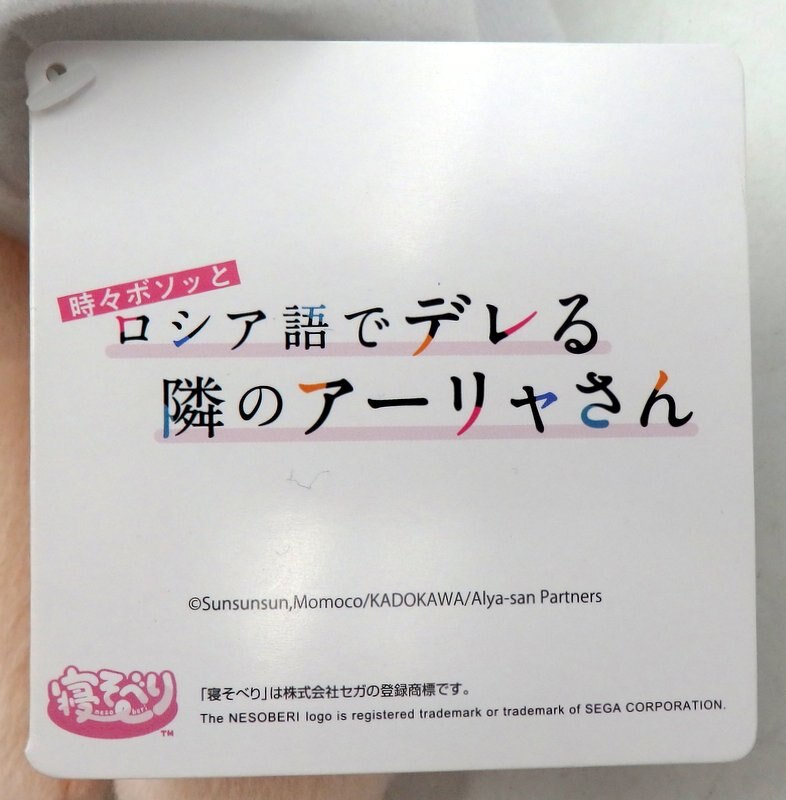 時々ボソッと
ロシア語でデレる
隣のアーリャさん
©Sunsunsun,Momoco/KADOKAWA/Alya-san Partners
寝そべり
nesoberi
TM
「寝そべり」は株式会社セガの登録商標です。
The NESOBERI logo is registered trademark or trademark of SEGA CORPORATION.